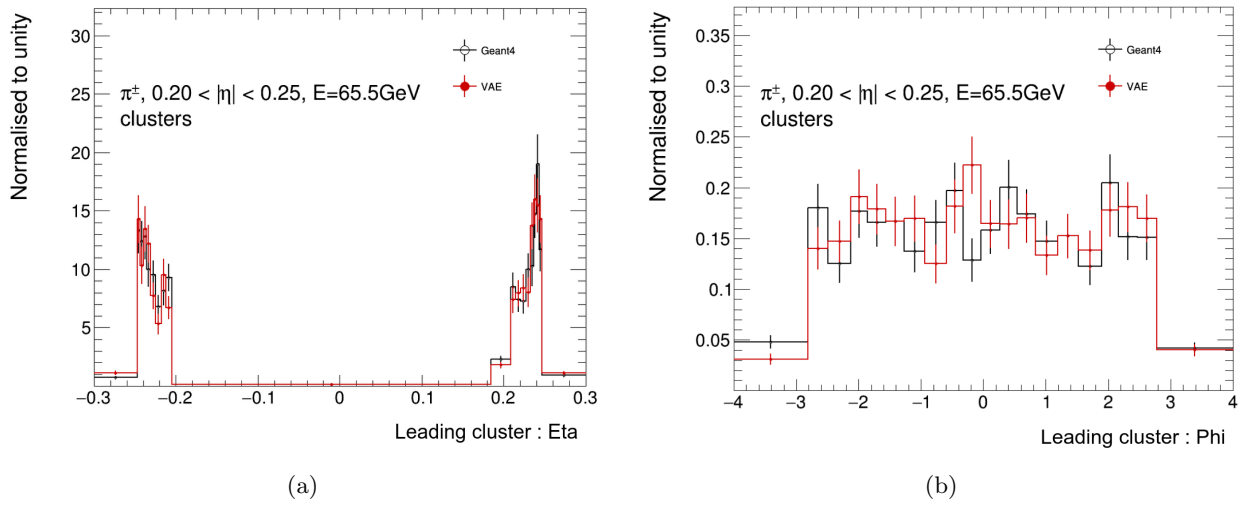 Normalised to unity
30
25
20
15
10
5
Geant4
VAE
π±, 0.20 < |η| < 0.25, E=65.5GeV
clusters
−0.3 −0.2 −0.1 0 0.1 0.2 0.3
Leading cluster : Eta
(a)
Normalised to unity
0.35
0.3
0.25
0.2
0.15
0.1
0.05
Geant4
VAE
π±, 0.20 < |η| < 0.25, E=65.5GeV
clusters
−4 −3 −2 −1 0 1 2 3 4
Leading cluster : Phi
(b)